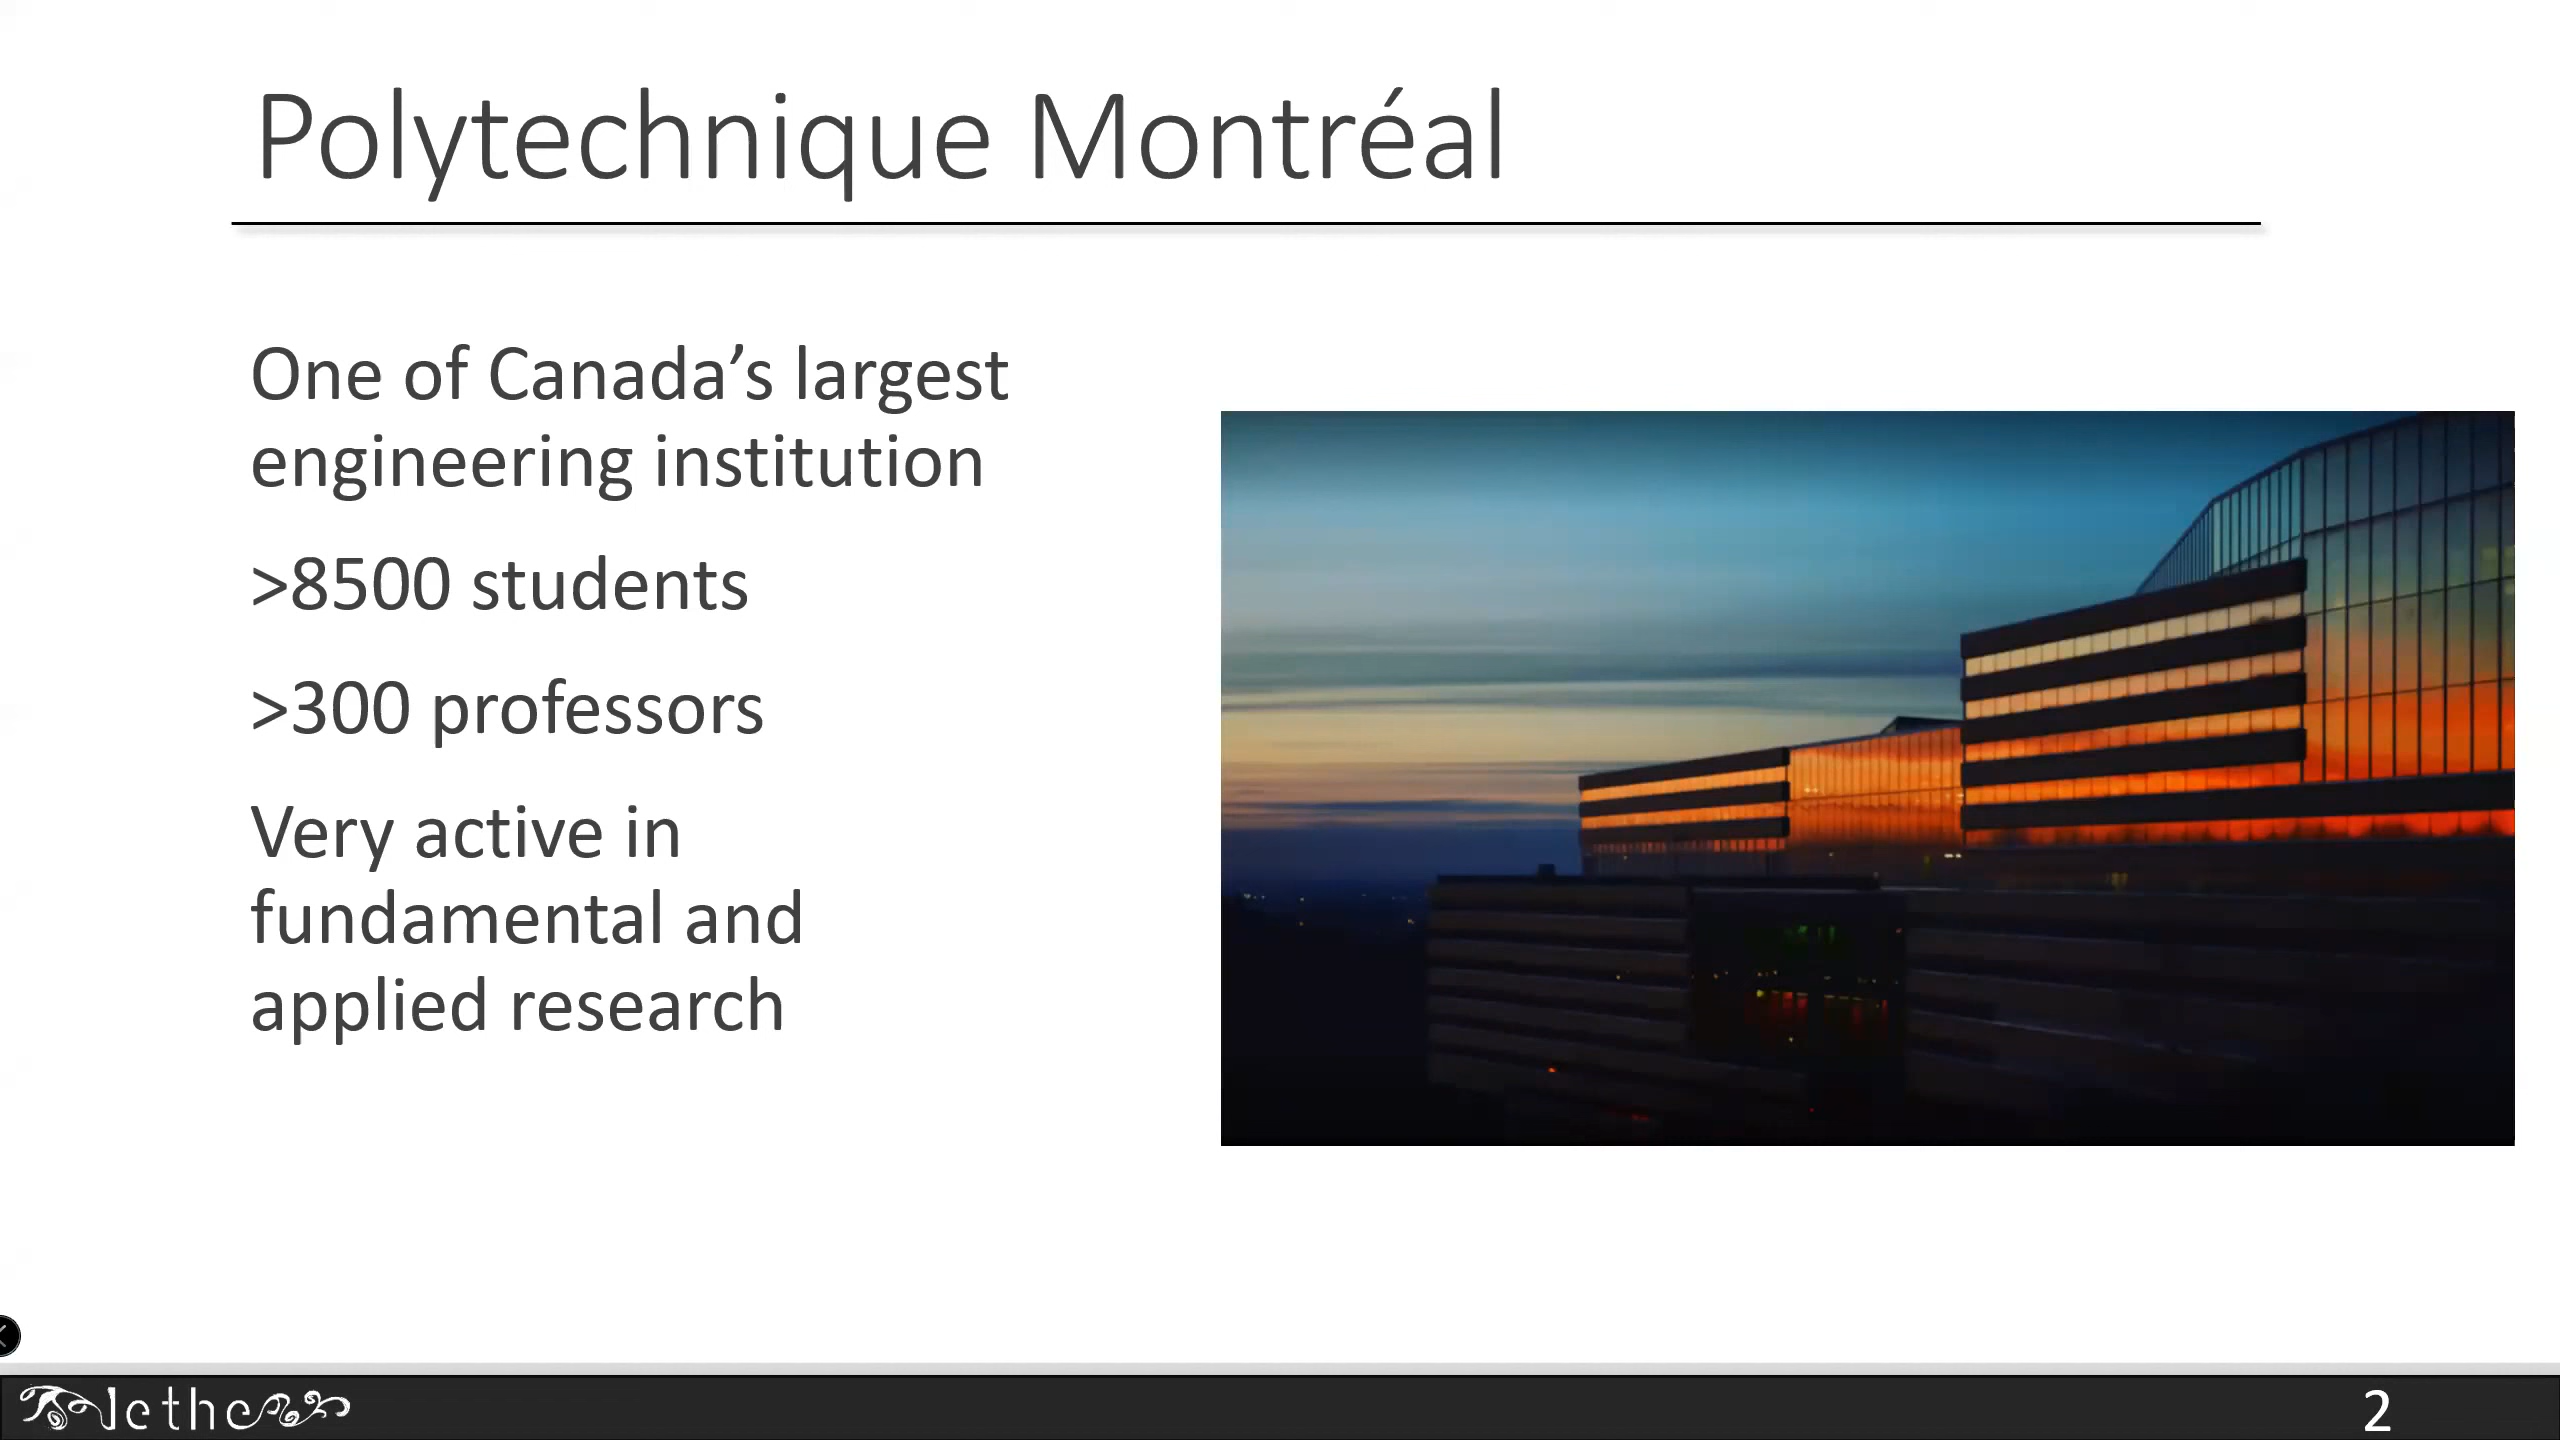 Polytechnique Montréal
One of Canada’s largest
engineering institution
>8500 students
>300 professors
Very active in
fundamental and
applied research
lethe
2